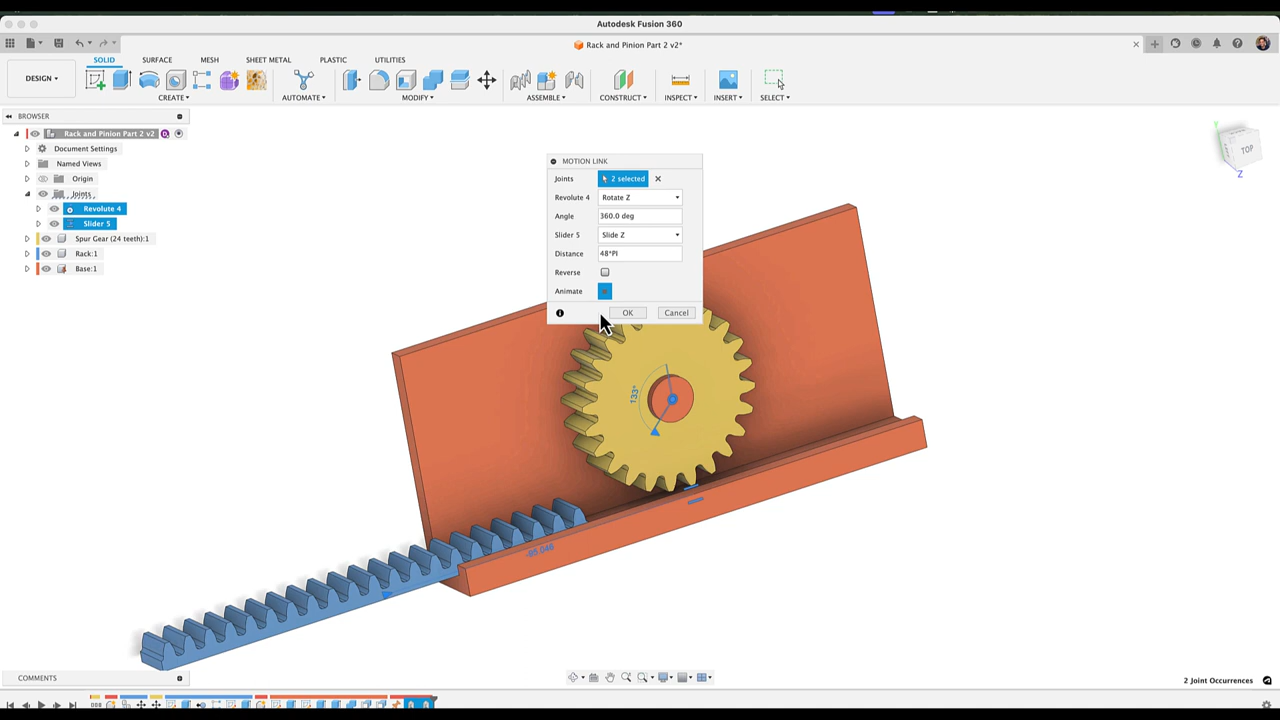 Autodesk Fusion 360
Rack and Pinion Part 2 v2*
DESIGN
SOLID SURFACE MESH SHEET METAL PLASTIC UTILITIES
CREATE AUTOMATE MODIFY ASSEMBLE CONSTRUCT INSPECT INSERT SELECT
BROWSER
Rack and Pinion Part 2 v2
Document Settings
Named Views
Origin
Joints
Revolute 4
Slider 5
Spur Gear (24 teeth):1
Rack:1
Base:1
MOTION LINK
Joints 2 selected
Revolute 4 Rotate Z
Angle 360.0 deg
Slider 5 Slide Z
Distance 48*PI
Reverse
Animate
OK Cancel
TOP
Y
Z
133°
-95.046
COMMENTS
2 Joint Occurrences